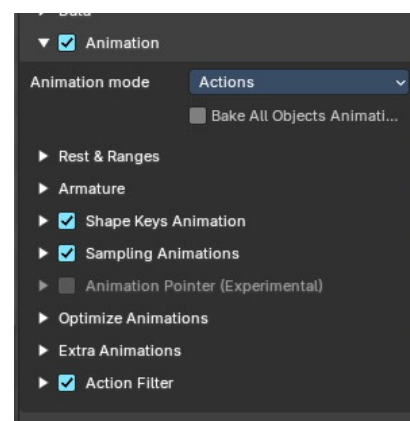 Data
Animation
Animation mode Actions
Bake All Objects Animati...
Rest & Ranges
Armature
Shape Keys Animation
Sampling Animations
Animation Pointer (Experimental)
Optimize Animations
Extra Animations
Action Filter